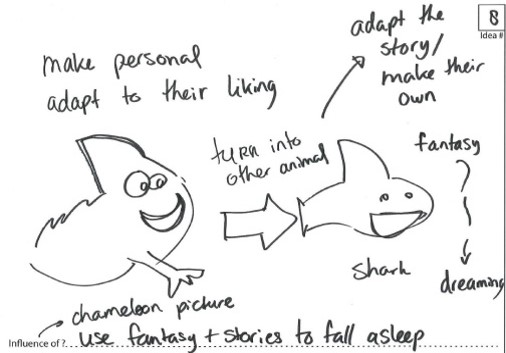 8
Idea #
adapt the
story/
make their
own
make personal
adapt to their liking
turn into
other animal
fantasy
shark
dreaming
chameleon picture
Influence of ?
use fantasy + stories to fall asleep